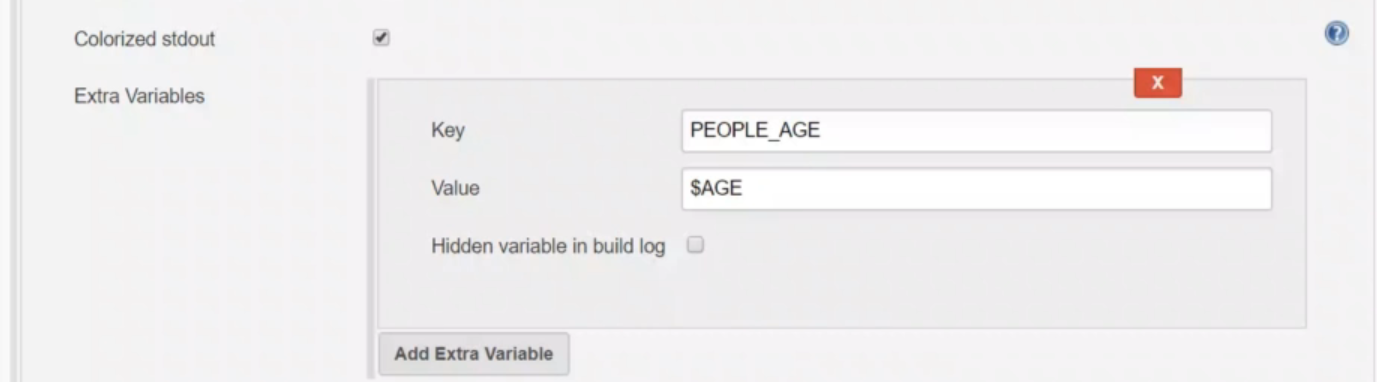 Colorized stdout
?
Extra Variables
X
Key
PEOPLE_AGE
Value
$AGE
Hidden variable in build log
Add Extra Variable